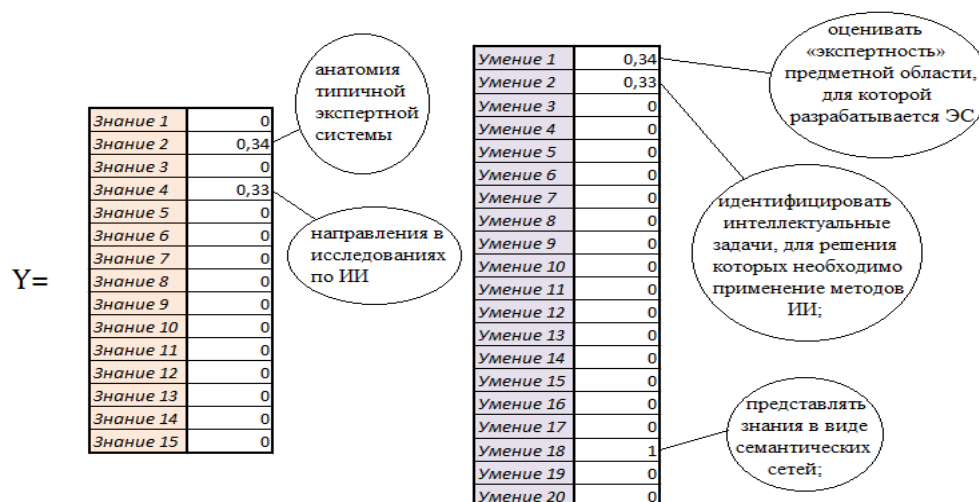 Y=
Знание 1 0
Знание 2 0,34
Знание 3 0
Знание 4 0,33
Знание 5 0
Знание 6 0
Знание 7 0
Знание 8 0
Знание 9 0
Знание 10 0
Знание 11 0
Знание 12 0
Знание 13 0
Знание 14 0
Знание 15 0
анатомия
типичной
экспертной
системы
направления в
исследованиях
по ИИ
Умение 1 0,34
Умение 2 0,33
Умение 3 0
Умение 4 0
Умение 5 0
Умение 6 0
Умение 7 0
Умение 8 0
Умение 9 0
Умение 10 0
Умение 11 0
Умение 12 0
Умение 13 0
Умение 14 0
Умение 15 0
Умение 16 0
Умение 17 0
Умение 18 1
Умение 19 0
Умение 20 0
оценивать
«экспертность»
предметной области,
для которой
разрабатывается ЭС
идентифицировать
интеллектуальные
задачи, для решения
которых необходимо
применение методов
ИИ;
представлять
знания в виде
семантических
сетей;